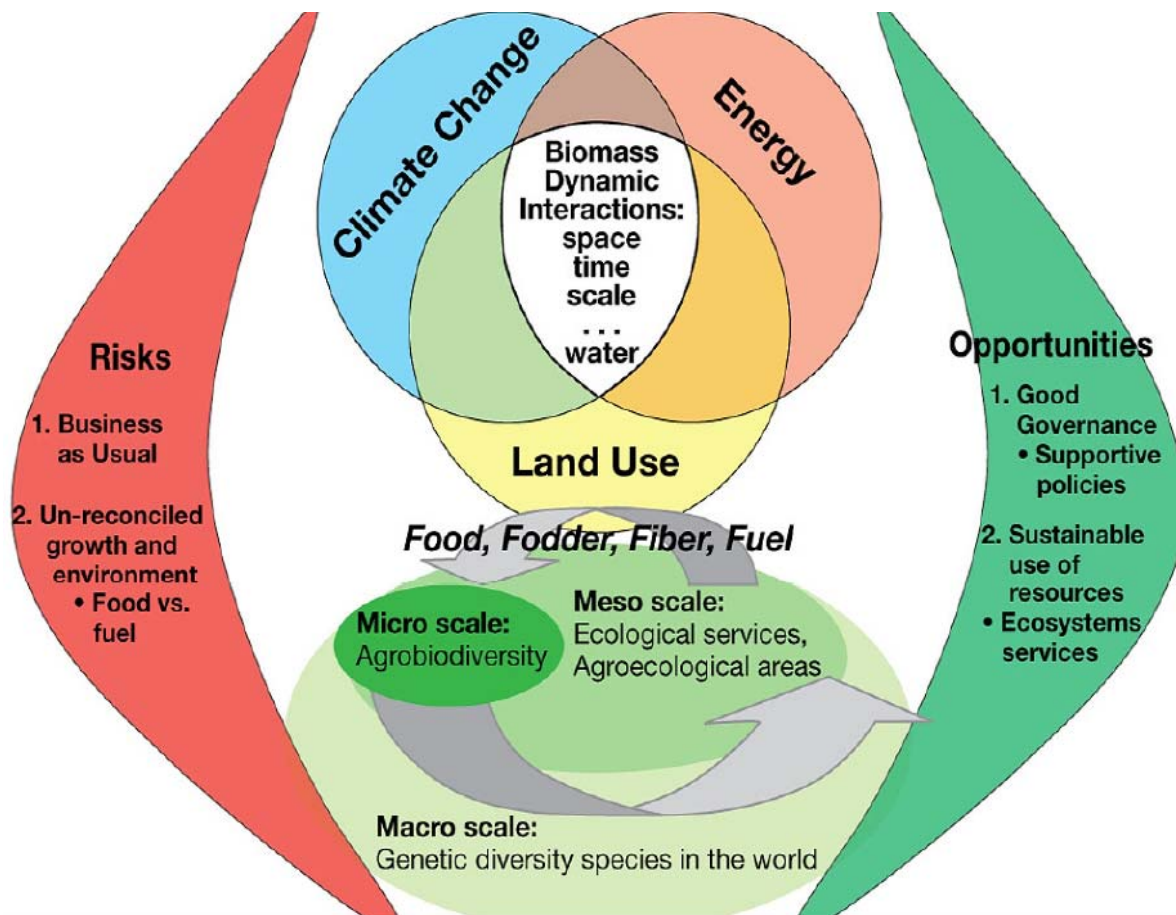 Climate Change
Energy
Biomass
Dynamic
Interactions:
space
time
scale
. . .
water
Land Use
Risks
1. Business
as Usual
2. Un-reconciled
growth and
environment
• Food vs.
fuel
Opportunities
1. Good
Governance
• Supportive
policies
2. Sustainable
use of
resources
• Ecosystems
services
Food, Fodder, Fiber, Fuel
Micro scale:
Agrobiodiversity
Meso scale:
Ecological services,
Agroecological areas
Macro scale:
Genetic diversity species in the world